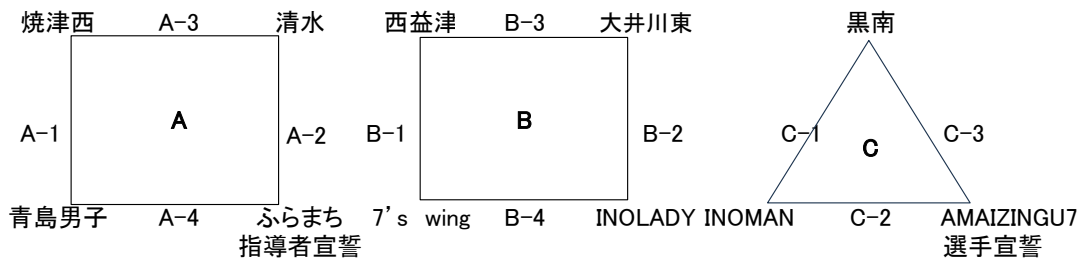 焼津西 A-3 清水 西益津 B-3 大井川東 黒南
A-1 A A-2 B-1 B B-2 C-1 C C-3
青島男子 A-4 ふらまち 7’s wing B-4 INOLADY INOMAN C-2 AMAIZINGU7
指導者宣誓 選手宣誓